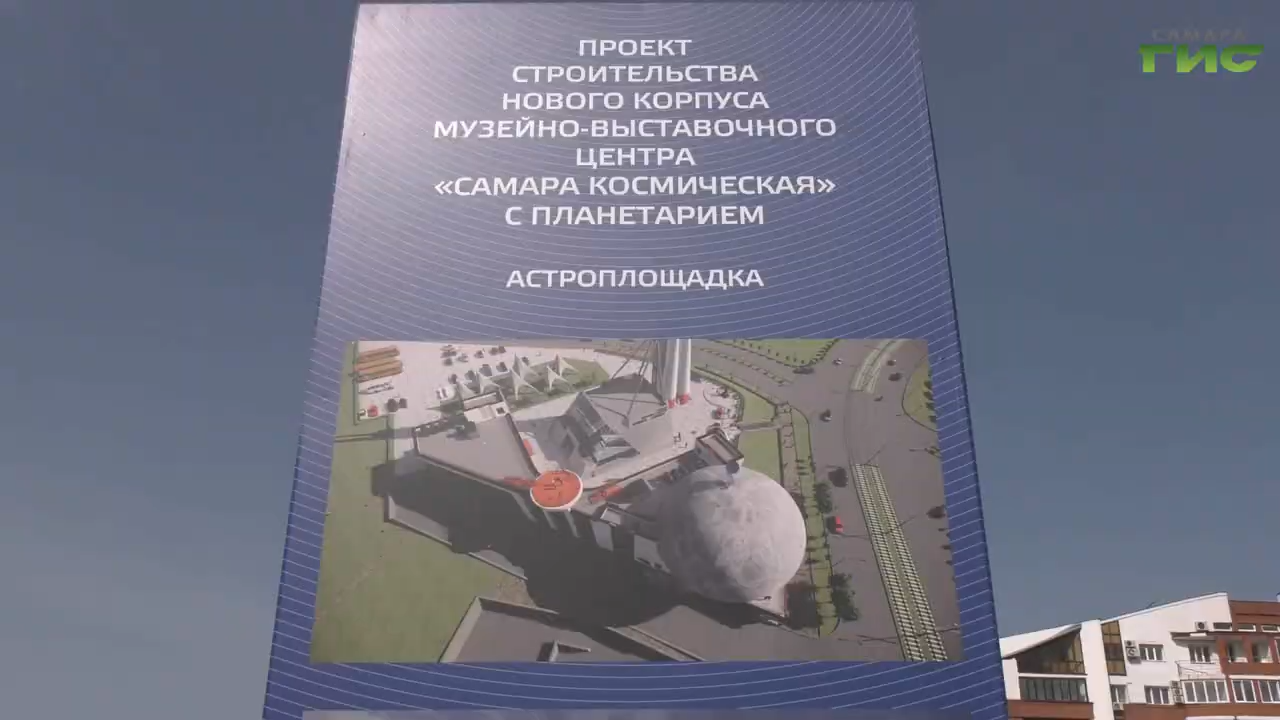 САМАРА
ГИС
ПРОЕКТ
СТРОИТЕЛЬСТВА
НОВОГО КОРПУСА
МУЗЕЙНО-ВЫСТАВОЧНОГО
ЦЕНТРА
«САМАРА КОСМИЧЕСКАЯ»
С ПЛАНЕТАРИЕМ
АСТРОПЛОЩАДКА